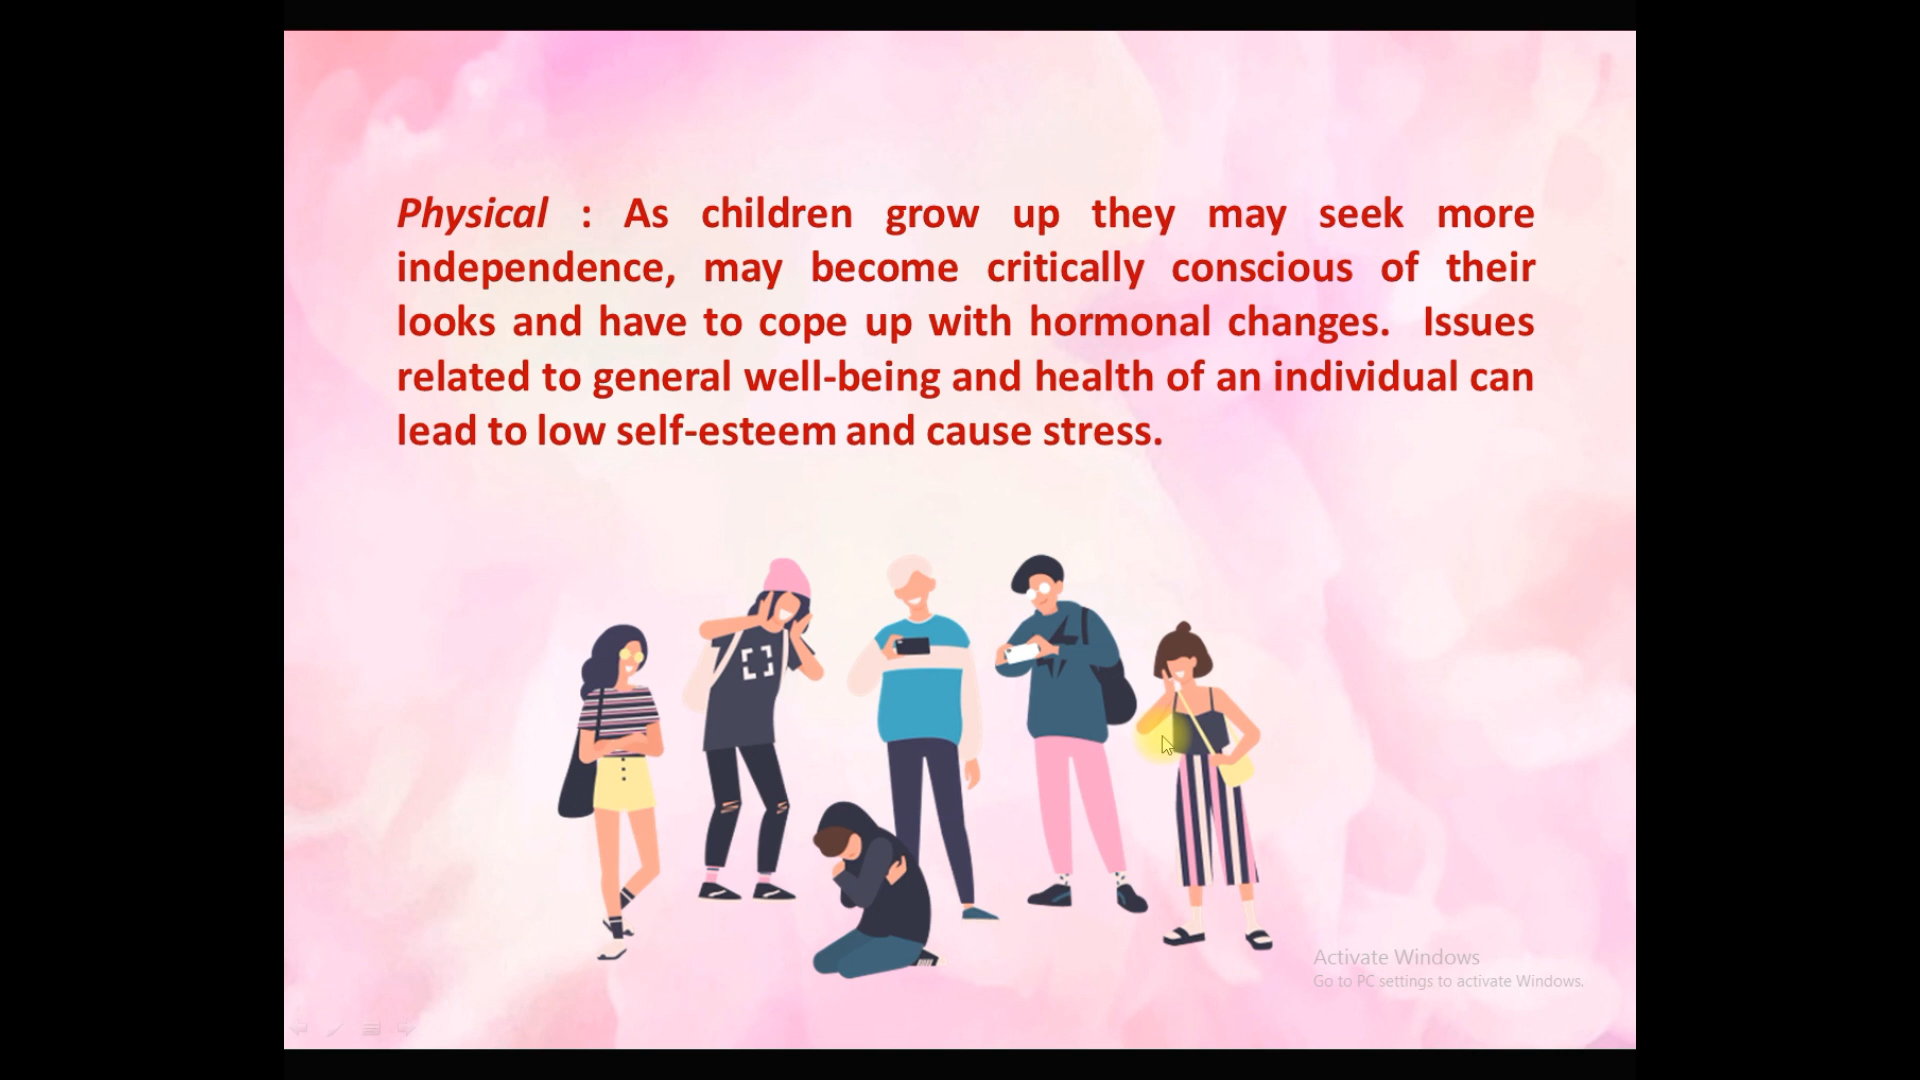 Physical : As children grow up they may seek more
independence, may become critically conscious of their
looks and have to cope up with hormonal changes. Issues
related to general well-being and health of an individual can
lead to low self-esteem and cause stress.
Activate Windows
Go to PC settings to activate Windows.